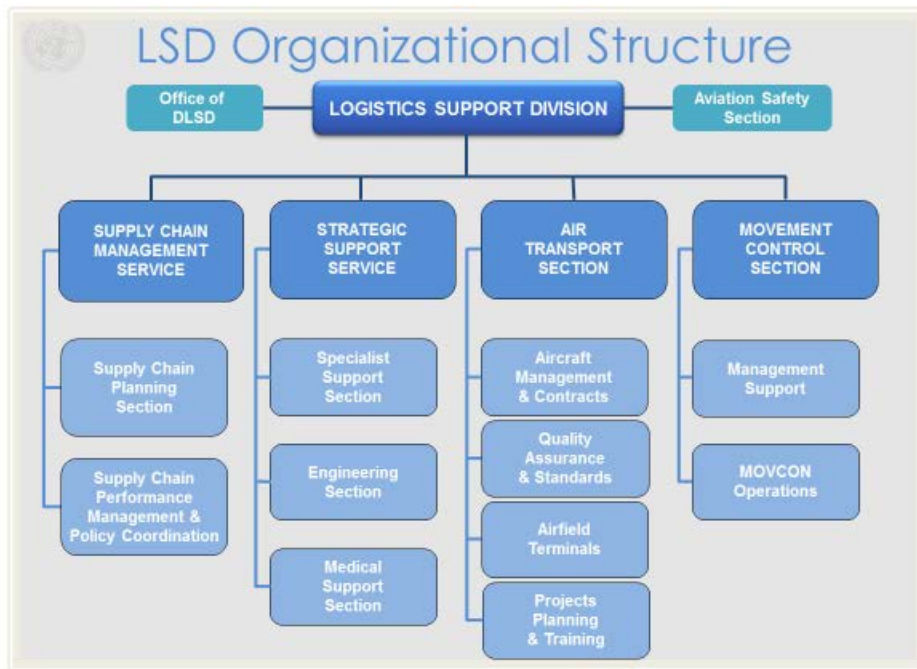 LSD Organizational Structure
Office of
DLSD
LOGISTICS SUPPORT DIVISION
Aviation Safety
Section
SUPPLY CHAIN
MANAGEMENT
SERVICE
Supply Chain
Planning
Section
Supply Chain
Performance
Management &
Policy Coordination
STRATEGIC
SUPPORT
SERVICE
Specialist
Support
Section
Engineering
Section
Medical
Support
Section
AIR
TRANSPORT
SECTION
Aircraft
Management
& Contracts
Quality
Assurance
& Standards
Airfield
Terminals
Projects
Planning
& Training
MOVEMENT
CONTROL
SECTION
Management
Support
MOVCON
Operations